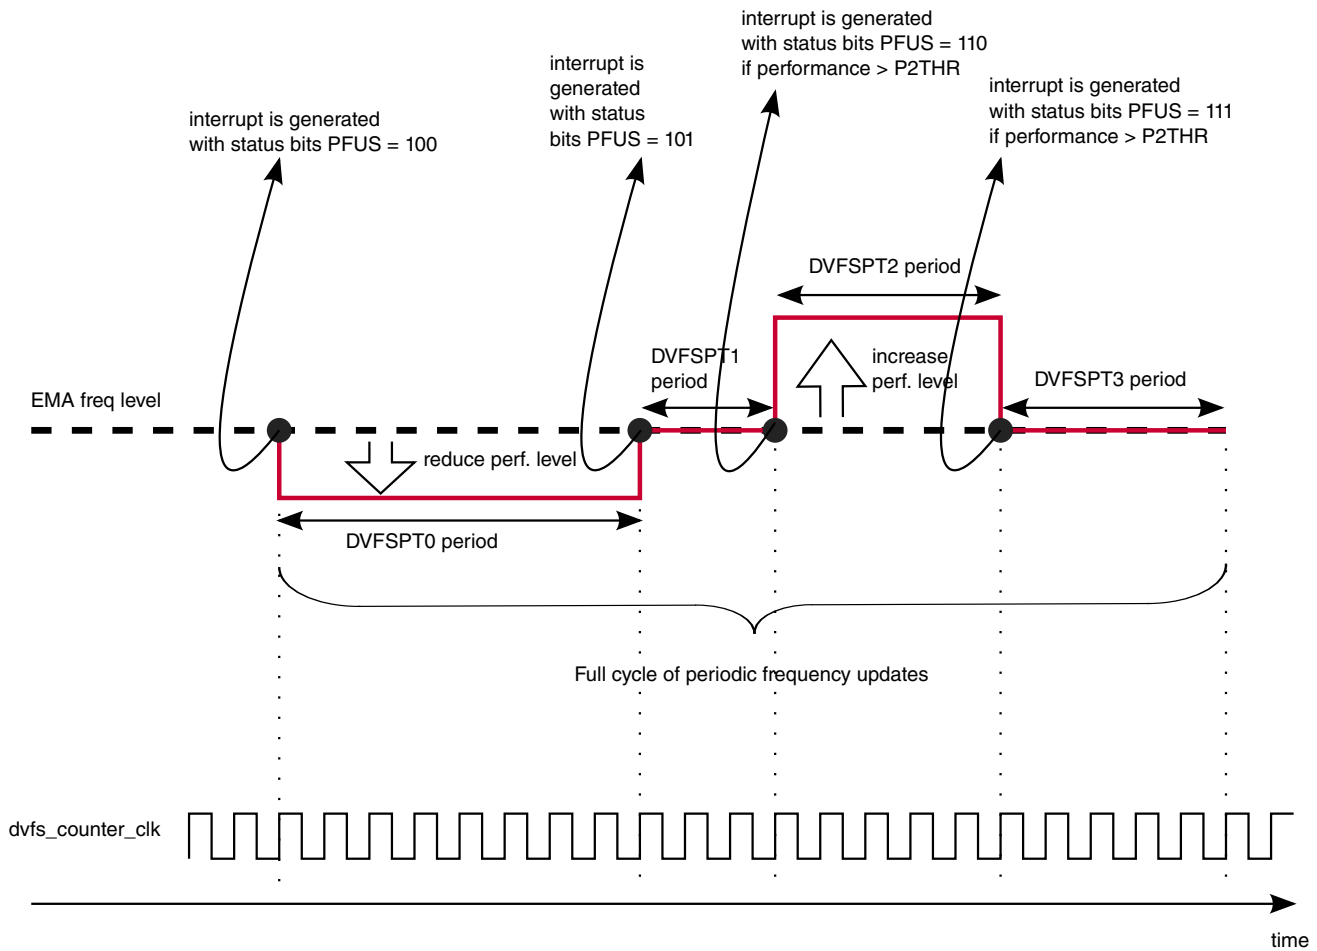 interrupt is generated
with status bits PFUS = 110
if performance > P2THR
interrupt is
generated
with status
bits PFUS = 101
interrupt is generated
with status bits PFUS = 111
if performance > P2THR
interrupt is generated
with status bits PFUS = 100
DVFSPT2 period
DVFSPT1
period
increase
perf. level
DVFSPT3 period
EMA freq level
reduce perf. level
DVFSPT0 period
Full cycle of periodic frequency updates
dvfs_counter_clk
time